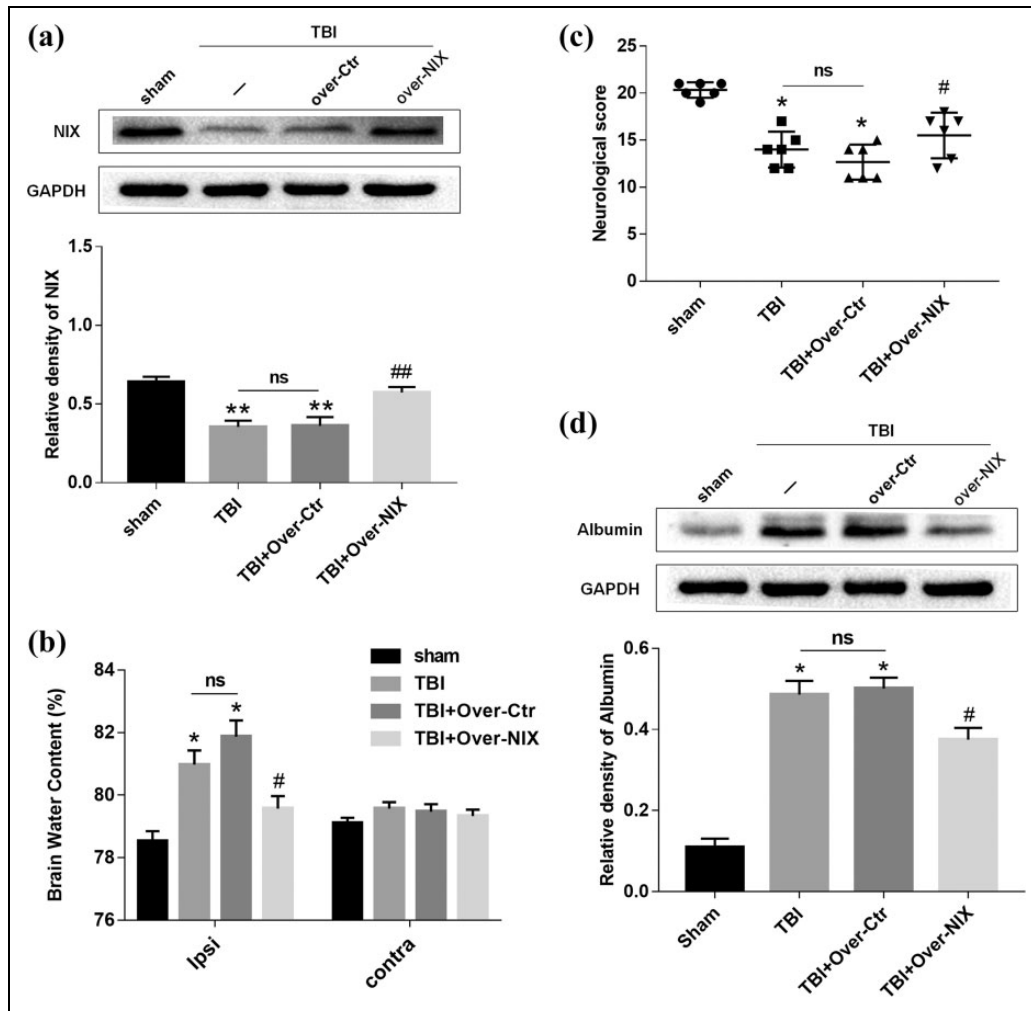 (a)
TBI
sham
—
over-Ctr
over-NIX
NIX
GAPDH
Relative density of NIX
1.5
1.0
0.5
0.0
ns
**
**
##
sham
TBI
TBI+Over-Ctr
TBI+Over-NIX
(b)
Brain Water Content (%)
84
82
80
78
76
ns
*
*
#
sham
TBI
TBI+Over-Ctr
TBI+Over-NIX
Ipsi
contra
(c)
Neurological score
25
20
15
10
5
0
ns
*
*
#
sham
TBI
TBI+Over-Ctr
TBI+Over-NIX
(d)
TBI
sham
—
over-Ctr
over-NIX
Albumin
GAPDH
Relative density of Albumin
0.6
0.4
0.2
0.0
ns
*
*
#
Sham
TBI
TBI+Over-Ctr
TBI+Over-NIX